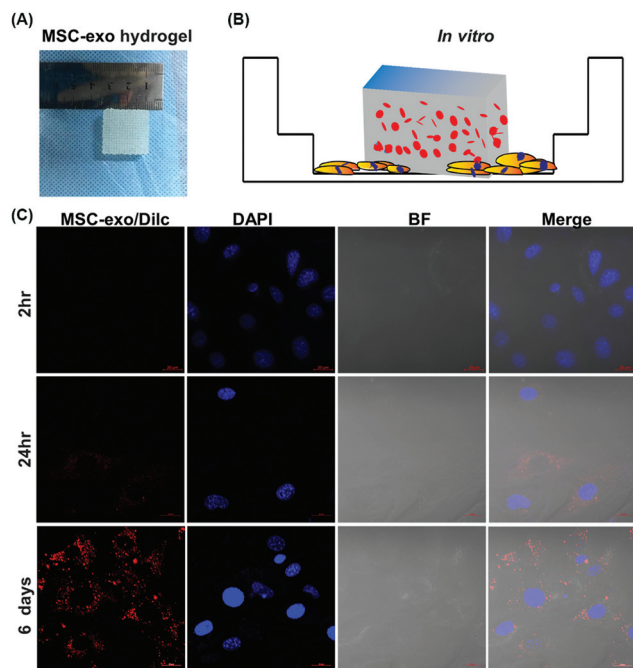 (A)
MSC-exo hydrogel
(B)
In vitro
(C)
MSC-exo/Dilc DAPI BF Merge
2hr
24hr
6 days